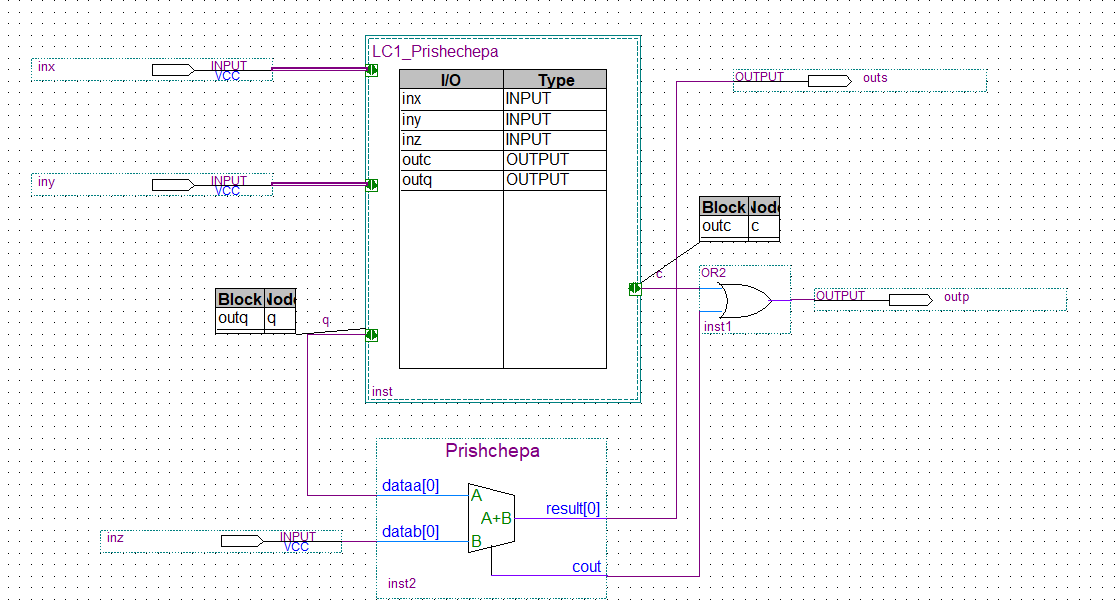 inx
INPUT
VCC
iny
INPUT
VCC
LC1_Prishechepa
I/O Type
inx INPUT
iny INPUT
inz INPUT
outc OUTPUT
outq OUTPUT
inst
OUTPUT outs
Block
outc c
c
OR2
inst1
OUTPUT outp
Block
outq q
q
Prishchepa
dataa[0]
A
A+B
result[0]
datab[0]
B
cout
inst2
inz
INPUT
VCC